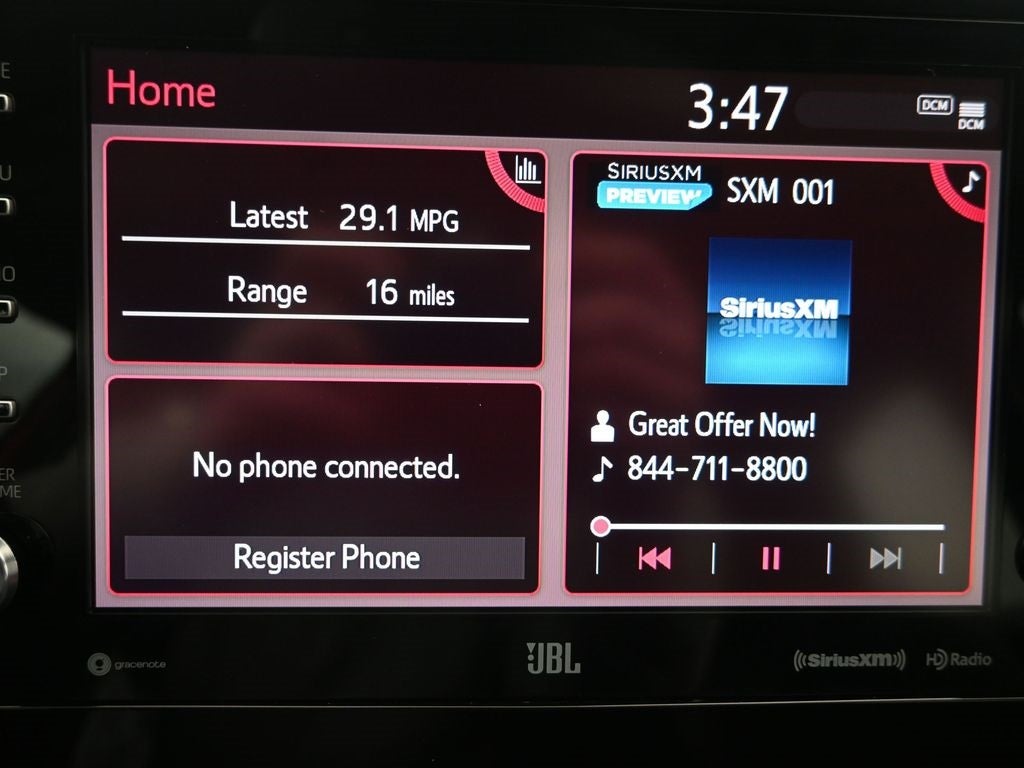 Home
3:47
DCM
DCM
Latest 29.1 MPG
Range 16 miles
No phone connected.
Register Phone
SIRIUSXM
PREVIEW
SXM 001
SiriusXM
Great Offer Now!
844-711-8800
gracenote
JBL
((SiriusXM))
HD Radio